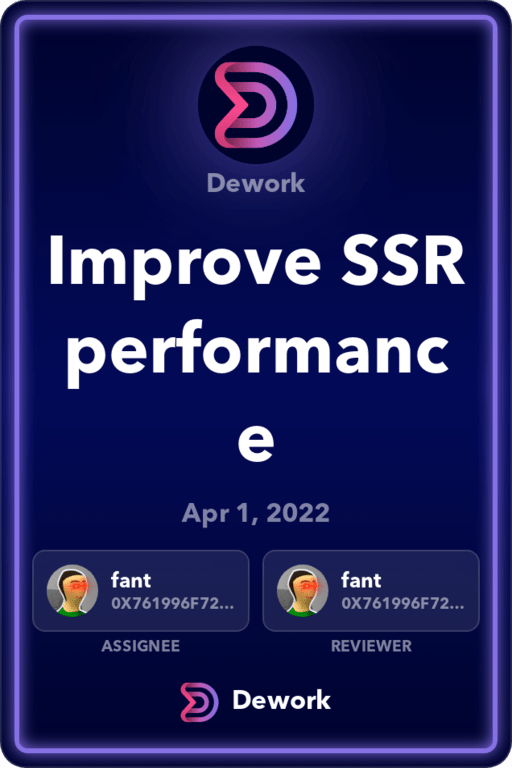 Dework
Improve SSR
performanc
e
Apr 1, 2022
fant
0X761996F72...
fant
0X761996F72...
ASSIGNEE
REVIEWER
Dework